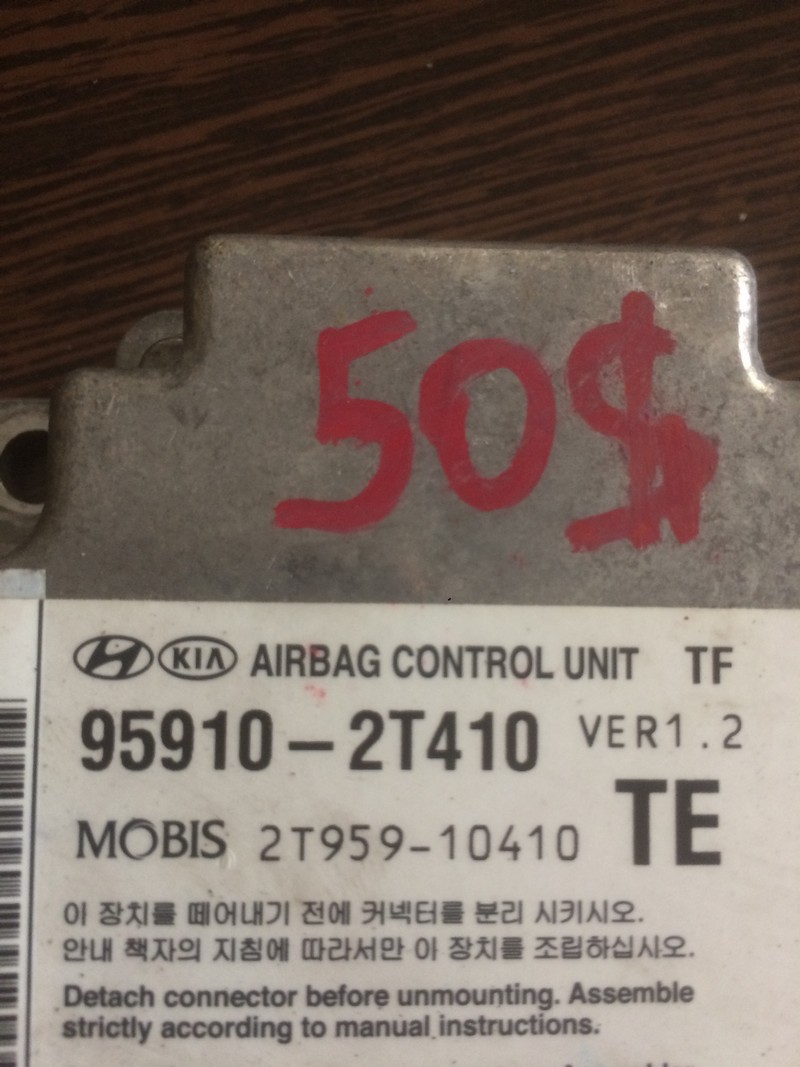 50$
HYUNDAI KIA AIRBAG CONTROL UNIT TF
95910-2T410 VER1.2
TE
MOBIS 2T959-10410
이 장치를 떼어내기 전에 커넥터를 분리 시키시오.
안내 책자의 지침에 따라서만 이 장치를 조립하십시오.
Detach connector before unmounting. Assemble
strictly according to manual instructions.